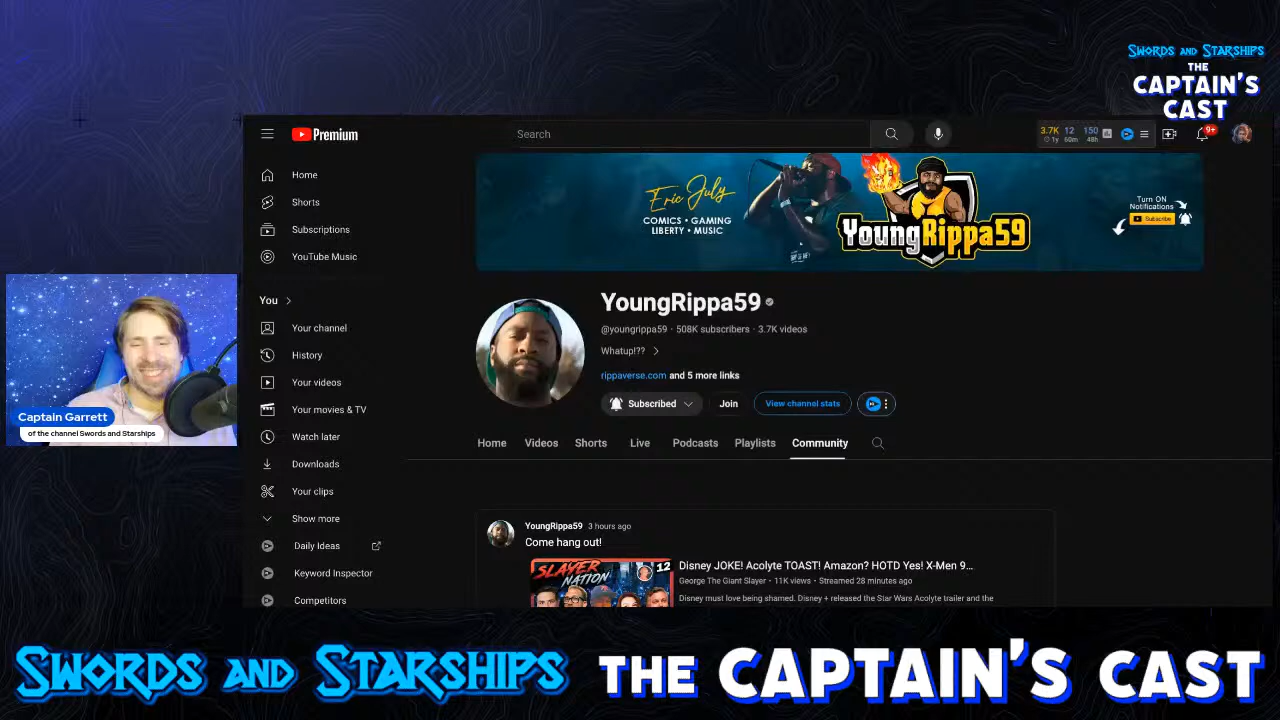 SWORDS AND STARSHIPS
THE
CAPTAIN'S
CAST
Premium
Search
3.7K 12 150
1y 60m 48h
9+
Home
Shorts
Subscriptions
YouTube Music
You
Your channel
History
Your videos
Your movies & TV
Watch later
Downloads
Your clips
Show more
Daily Ideas
Keyword Inspector
Competitors
Eric July
COMICS • GAMING
LIBERTY • MUSIC
YoungRippa59
Turn ON
Notifications
Subscribe
YoungRippa59
@youngrippa59 · 508K subscribers · 3.7K videos
Whatup!??
rippaverse.com and 5 more links
Subscribed
Join
View channel stats
Home Videos Shorts Live Podcasts Playlists Community
YoungRippa59 3 hours ago
Come hang out!
SLAYER
NATION
12
Disney JOKE! Acolyte TOAST! Amazon? HOTD Yes! X-Men 9…
George The Giant Slayer • 11K views • Streamed 28 minutes ago
Disney must love being shamed. Disney + released the Star Wars Acolyte trailer and the
Captain Garrett
of the channel Swords and Starships
SWORDS AND STARSHIPS THE CAPTAIN'S CAST